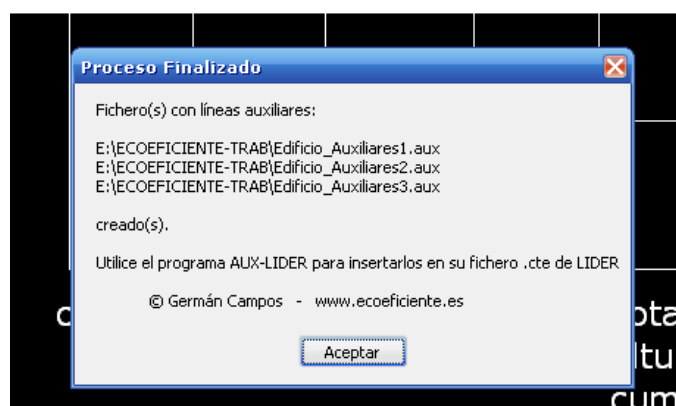 Proceso Finalizado
Fichero(s) con líneas auxiliares:
E:\ECOEFICIENTE-TRAB\Edificio_Auxiliares1.aux
E:\ECOEFICIENTE-TRAB\Edificio_Auxiliares2.aux
E:\ECOEFICIENTE-TRAB\Edificio_Auxiliares3.aux
creado(s).
Utilice el programa AUX-LIDER para insertarlos en su fichero .cte de LIDER
© Germán Campos - www.ecoeficiente.es
Aceptar